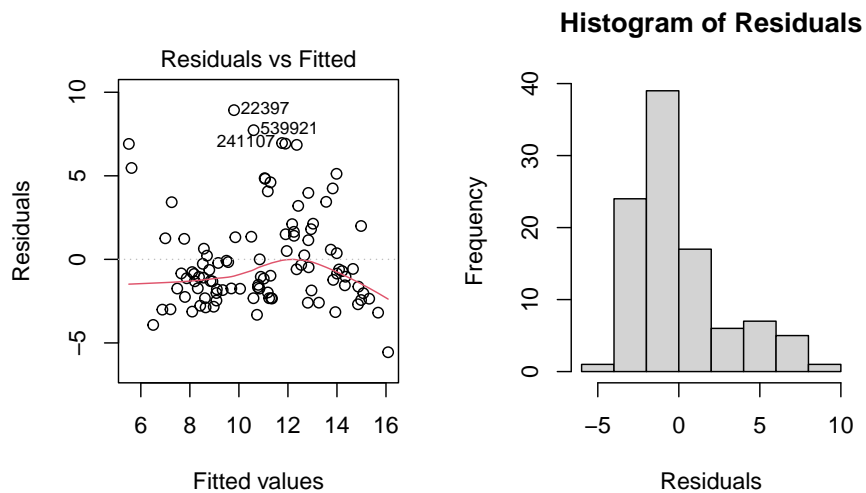 Residuals vs Fitted
Residuals
10
5
0
−5
22397
539921
241107
6 8 10 12 14 16
Fitted values
Histogram of Residuals
Frequency
40
30
20
10
0
−5 0 5 10
Residuals